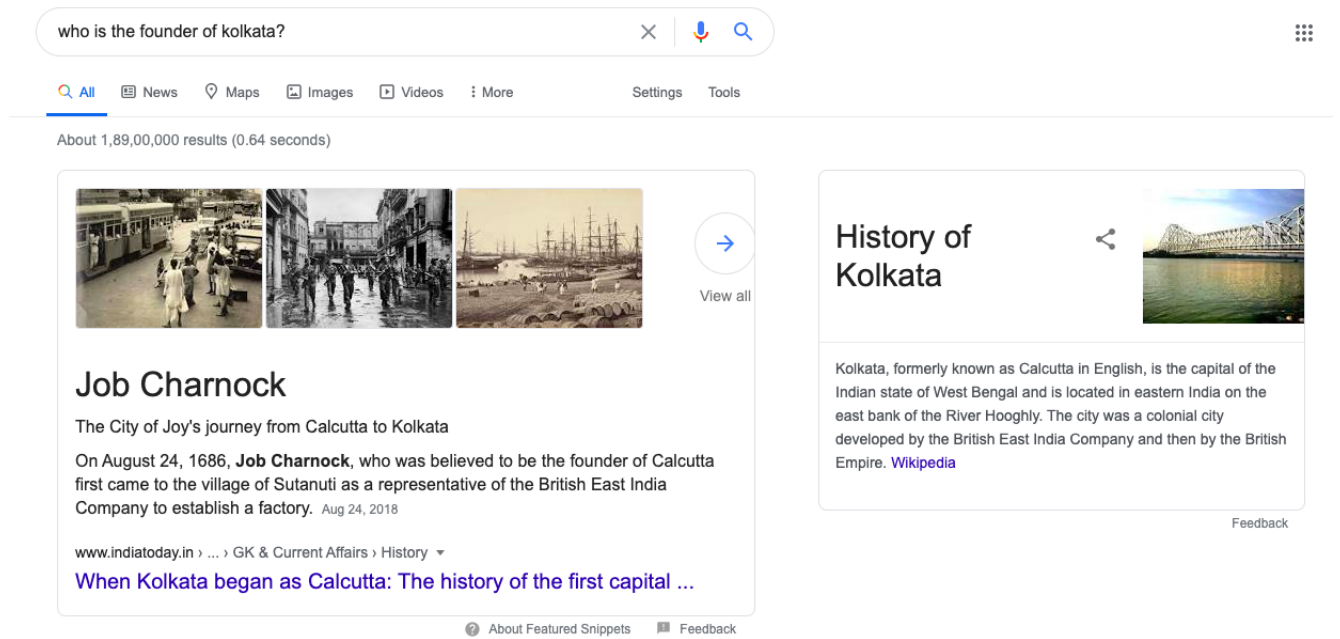 who is the founder of kolkata?
All News Maps Images Videos More Settings Tools
About 1,89,00,000 results (0.64 seconds)
View all
Job Charnock
The City of Joy's journey from Calcutta to Kolkata
On August 24, 1686, Job Charnock, who was believed to be the founder of Calcutta
first came to the village of Sutanuti as a representative of the British East India
Company to establish a factory. Aug 24, 2018
www.indiatoday.in › ... › GK & Current Affairs › History
When Kolkata began as Calcutta: The history of the first capital ...
About Featured Snippets Feedback
History of
Kolkata
Kolkata, formerly known as Calcutta in English, is the capital of the
Indian state of West Bengal and is located in eastern India on the
east bank of the River Hooghly. The city was a colonial city
developed by the British East India Company and then by the British
Empire. Wikipedia
Feedback